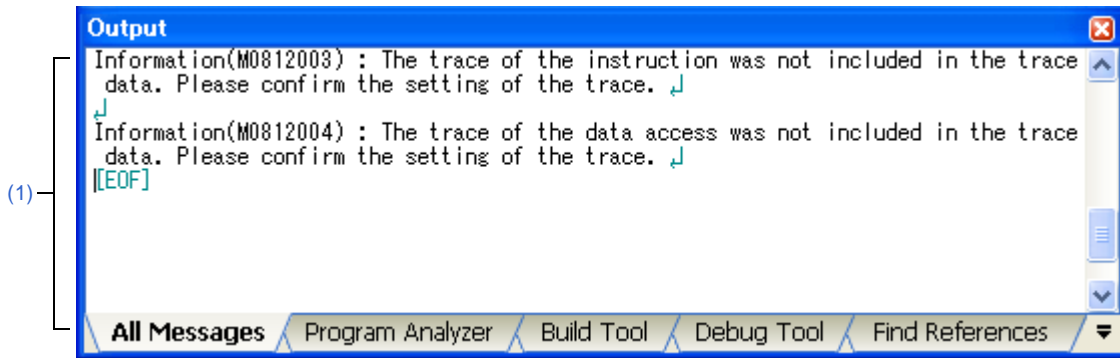 Output
Information(M0812003) : The trace of the instruction was not included in the trace
data. Please confirm the setting of the trace. ↲
↲
Information(M0812004) : The trace of the data access was not included in the trace
data. Please confirm the setting of the trace. ↲
[EOF]
(1)
All Messages Program Analyzer Build Tool Debug Tool Find References